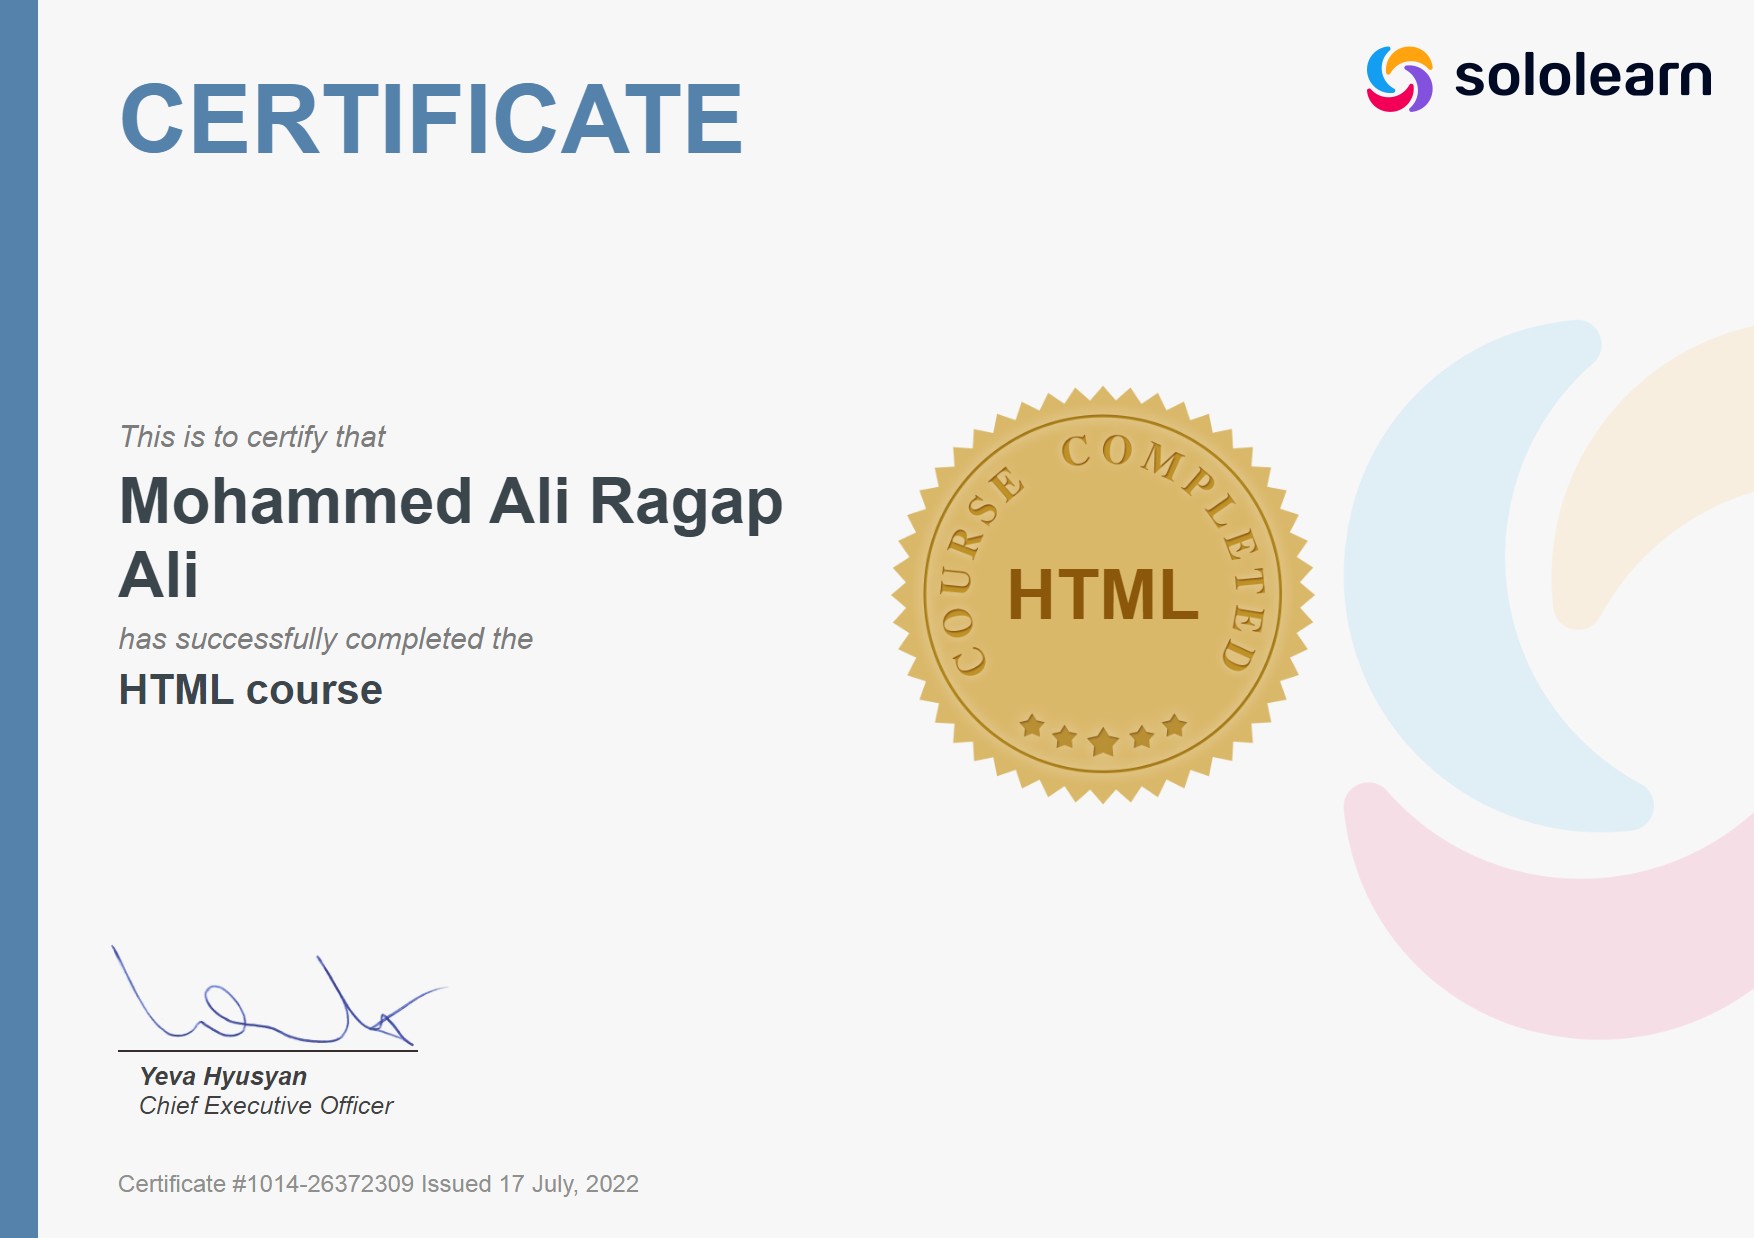 CERTIFICATE
sololearn
This is to certify that
Mohammed Ali Ragap
Ali
has successfully completed the
HTML course
COURSE COMPLETED
HTML
Yeva Hyusyan
Chief Executive Officer
Certificate #1014-26372309 Issued 17 July, 2022